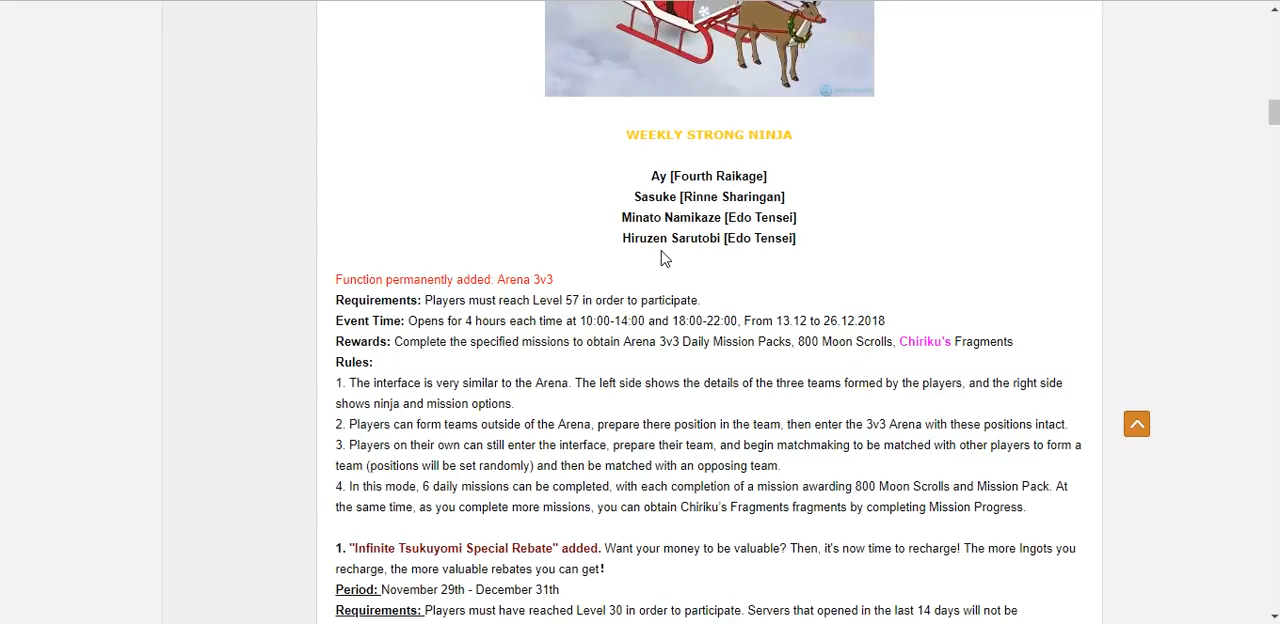 WEEKLY STRONG NINJA
Ay [Fourth Raikage]
Sasuke [Rinne Sharingan]
Minato Namikaze [Edo Tensei]
Hiruzen Sarutobi [Edo Tensei]
Function permanently added: Arena 3v3
Requirements: Players must reach Level 57 in order to participate.
Event Time: Opens for 4 hours each time at 10:00-14:00 and 18:00-22:00, From 13.12 to 26.12.2018
Rewards: Complete the specified missions to obtain Arena 3v3 Daily Mission Packs, 800 Moon Scrolls, Chiriku's Fragments
Rules:
1. The interface is very similar to the Arena. The left side shows the details of the three teams formed by the players, and the right side
shows ninja and mission options.
2. Players can form teams outside of the Arena, prepare there position in the team, then enter the 3v3 Arena with these positions intact.
3. Players on their own can still enter the interface, prepare their team, and begin matchmaking to be matched with other players to form a
team (positions will be set randomly) and then be matched with an opposing team.
4. In this mode, 6 daily missions can be completed, with each completion of a mission awarding 800 Moon Scrolls and Mission Pack. At
the same time, as you complete more missions, you can obtain Chiriku's Fragments fragments by completing Mission Progress.
1. "Infinite Tsukuyomi Special Rebate" added. Want your money to be valuable? Then, it's now time to recharge! The more Ingots you
recharge, the more valuable rebates you can get!
Period: November 29th - December 31th
Requirements: Players must have reached Level 30 in order to participate. Servers that opened in the last 14 days will not be